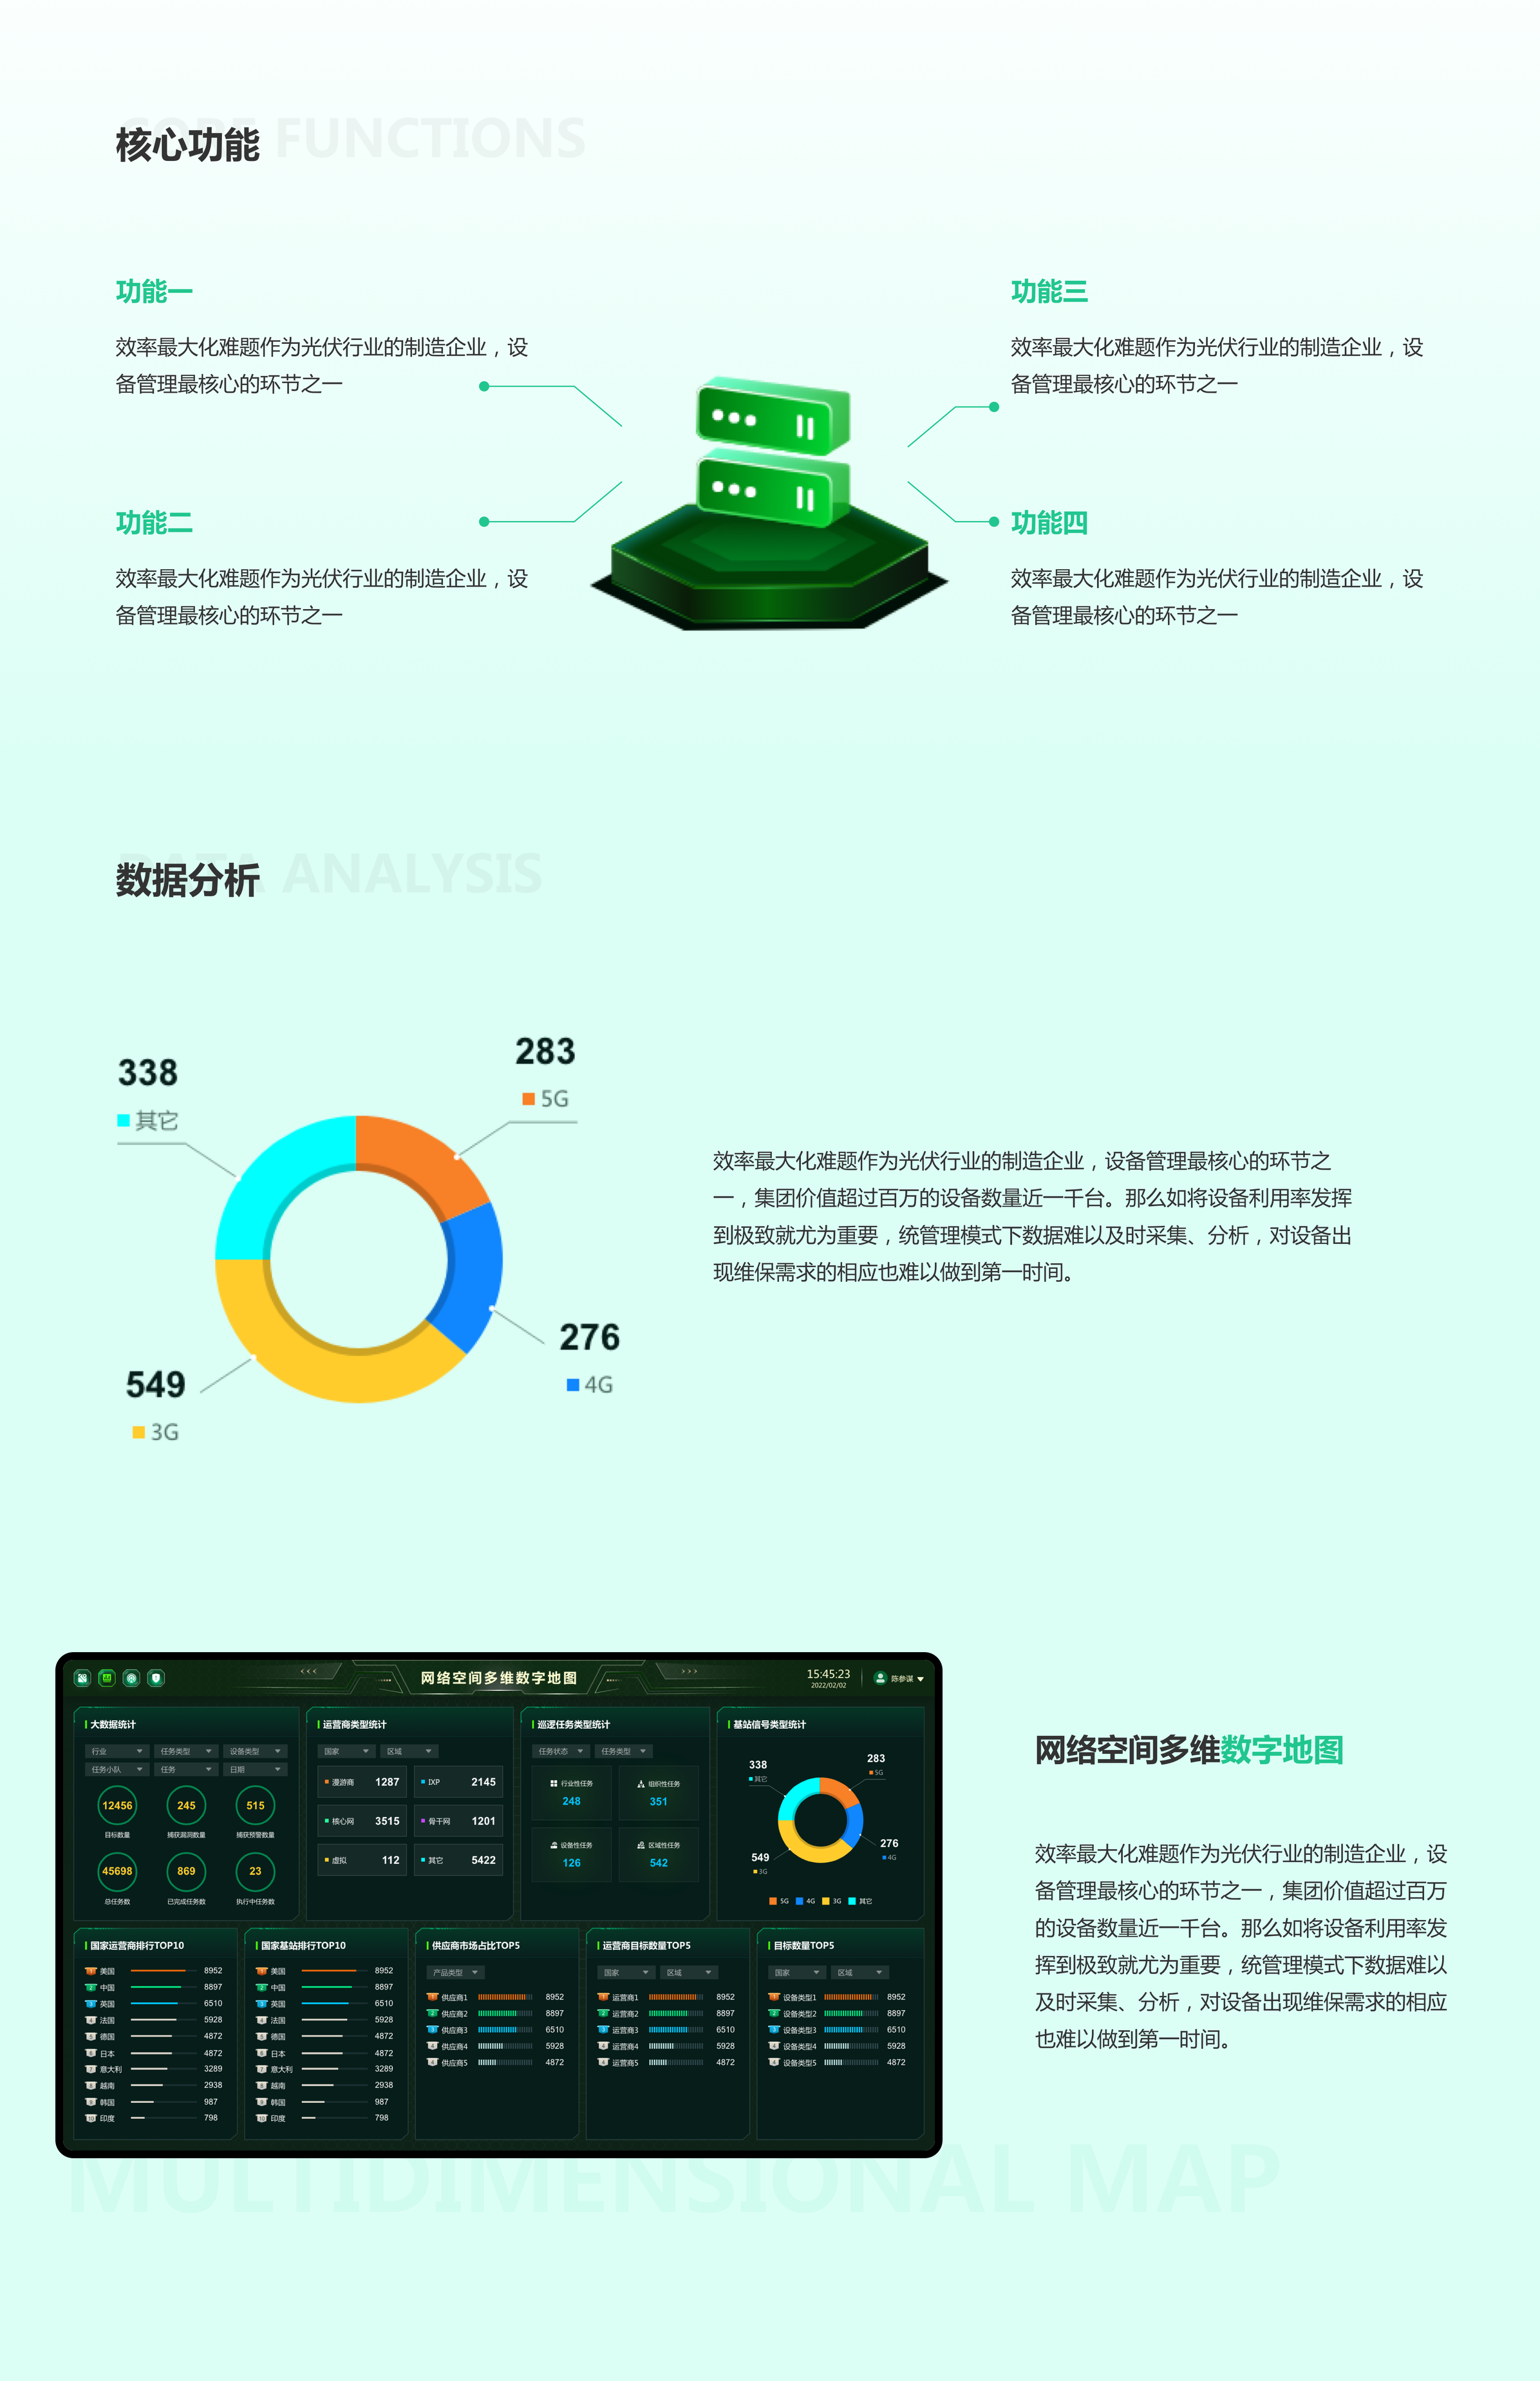 CORE FUNCTIONS
核心功能
功能一
效率最大化难题作为光伏行业的制造企业，设
备管理最核心的环节之一
功能二
效率最大化难题作为光伏行业的制造企业，设
备管理最核心的环节之一
功能三
效率最大化难题作为光伏行业的制造企业，设
备管理最核心的环节之一
功能四
效率最大化难题作为光伏行业的制造企业，设
备管理最核心的环节之一
DATA ANALYSIS
数据分析
338
其它
283
5G
276
4G
549
3G
效率最大化难题作为光伏行业的制造企业，设备管理最核心的环节之
一，集团价值超过百万的设备数量近一千台。那么如将设备利用率发挥
到极致就尤为重要，统管理模式下数据难以及时采集、分析，对设备出
现维保需求的相应也难以做到第一时间。
网络空间多维数字地图
15:45:23
2022/02/02
陈参谋
大数据统计
行业 任务类型 设备类型
任务小队 任务 日期
12456 245 515
目标数量 捕获漏洞数量 捕获预警数量
45698 869 23
总任务数 已完成任务数 执行中任务数
运营商类型统计
国家 区域
漫游商 1287 IXP 2145
核心网 3515 骨干网 1201
虚拟 112 其它 5422
巡逻任务类型统计
任务状态 任务类型
行业性任务 组织性任务
248 351
设备性任务 区域性任务
126 542
基站信号类型统计
338
其它
283
5G
276
4G
549
3G
5G 4G 3G 其它
国家运营商排行TOP10
1 美国 8952
2 中国 8897
3 英国 6510
4 法国 5928
5 德国 4872
6 日本 4872
7 意大利 3289
8 越南 2938
9 韩国 987
10 印度 798
国家基站排行TOP10
1 美国 8952
2 中国 8897
3 英国 6510
4 法国 5928
5 德国 4872
6 日本 4872
7 意大利 3289
8 越南 2938
9 韩国 987
10 印度 798
供应商市场占比TOP5
产品类型
供应商1 8952
供应商2 8897
供应商3 6510
供应商4 5928
供应商5 4872
运营商目标数量TOP5
国家 区域
运营商1 8952
运营商2 8897
运营商3 6510
运营商4 5928
运营商5 4872
目标数量TOP5
国家 区域
设备类型1 8952
设备类型2 8897
设备类型3 6510
设备类型4 5928
设备类型5 4872
网络空间多维数字地图
效率最大化难题作为光伏行业的制造企业，设
备管理最核心的环节之一，集团价值超过百万
的设备数量近一千台。那么如将设备利用率发
挥到极致就尤为重要，统管理模式下数据难以
及时采集、分析，对设备出现维保需求的相应
也难以做到第一时间。
MULTIDIMENSIONAL MAP